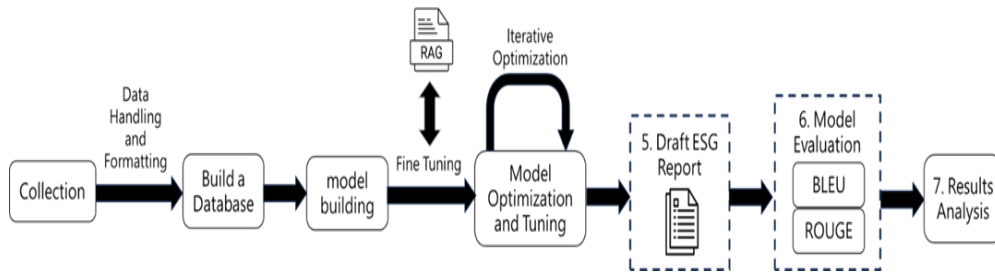 Collection
Data
Handling
and
Formatting
Build a
Database
model
building
RAG
Fine Tuning
Iterative
Optimization
Model
Optimization
and Tuning
5. Draft ESG
Report
6. Model
Evaluation
BLEU
ROUGE
7. Results
Analysis